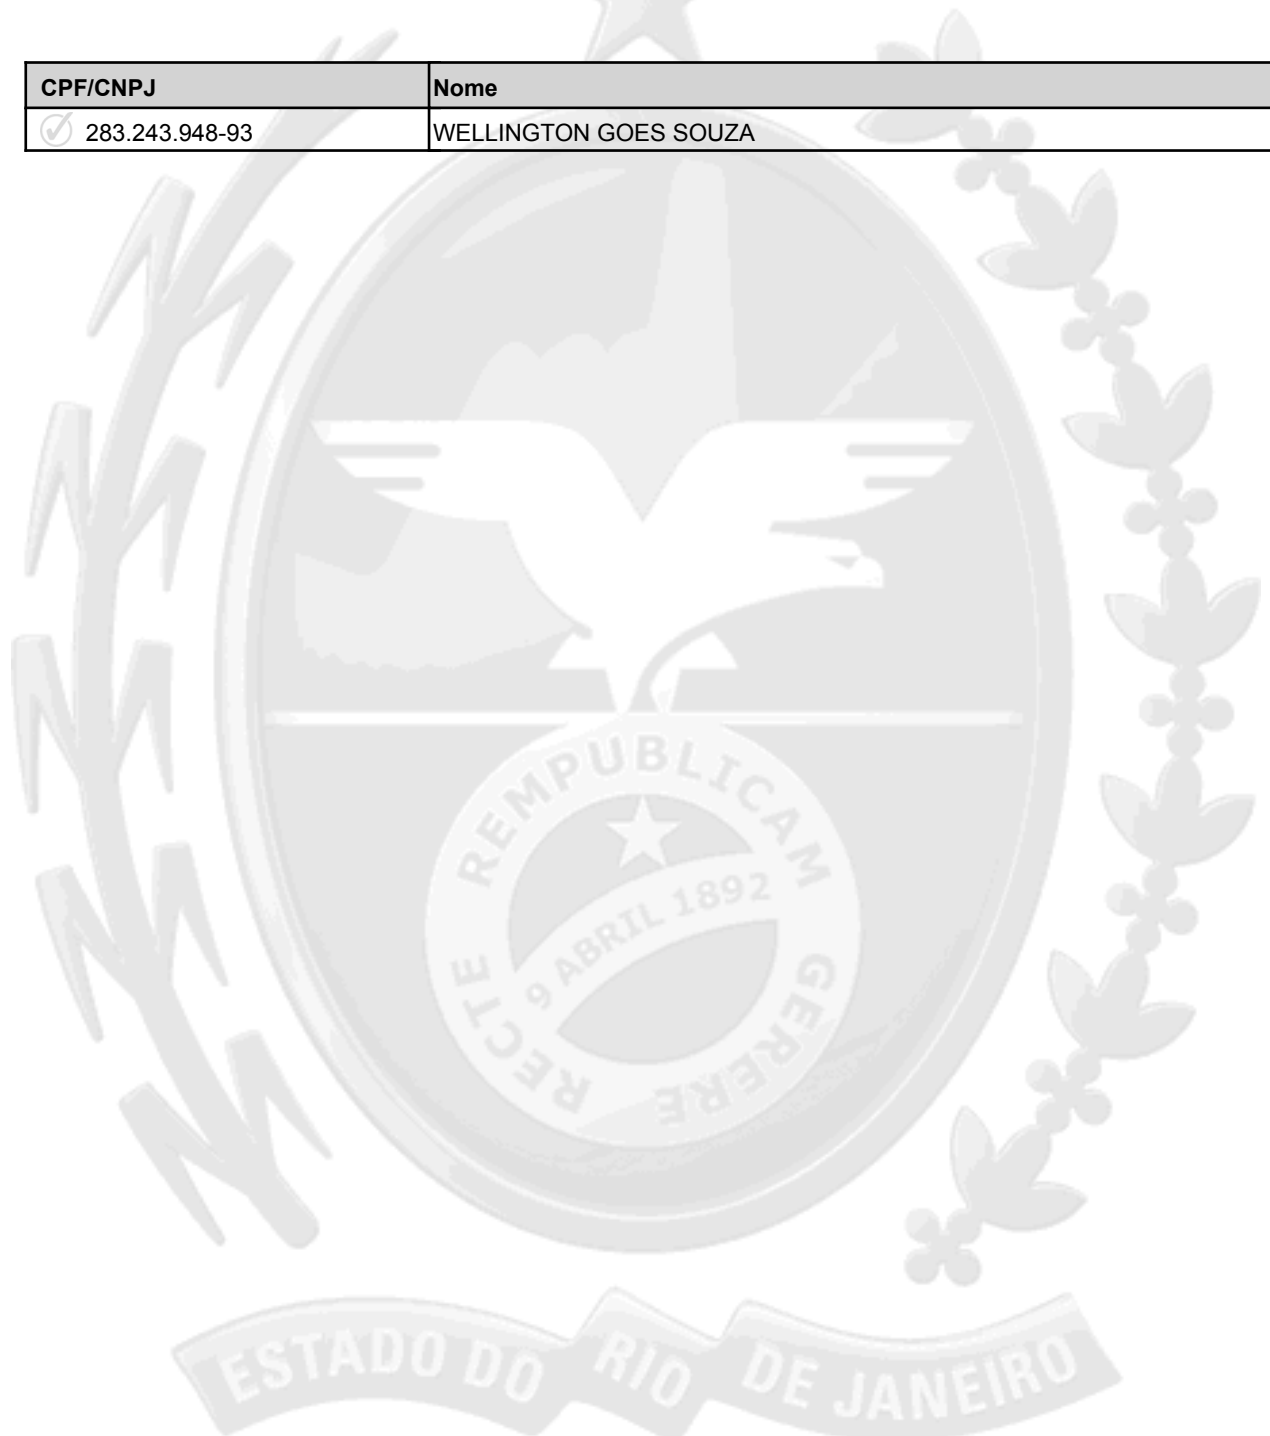 CPF/CNPJ Nome
283.243.948-93 WELLINGTON GOES SOUZA
REMPUBLICAM
9 ABRIL 1892
RECTE GERERE
ESTADO DO RIO DE JANEIRO